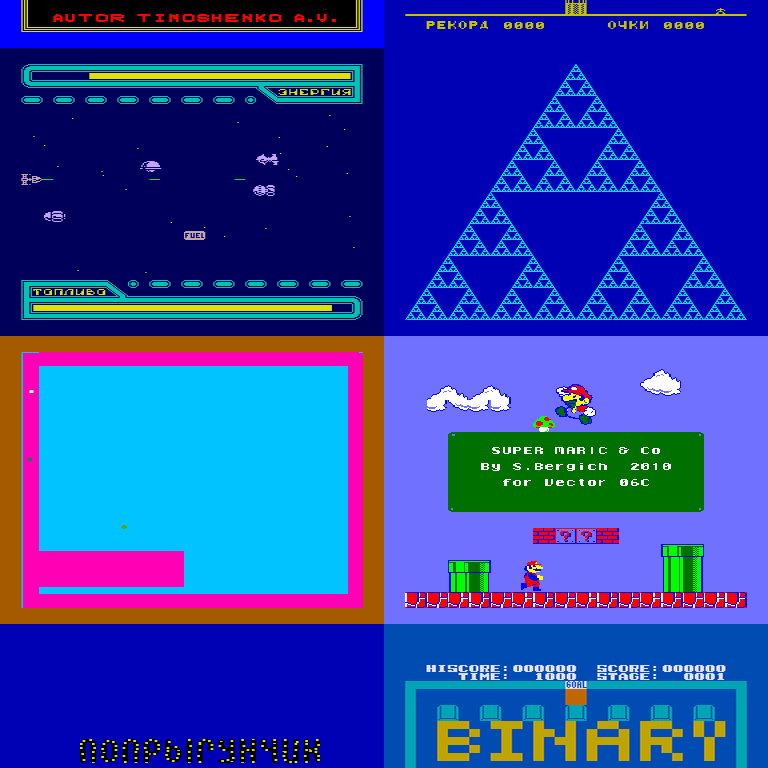 AUTOR TIMOSHENKO A.V.
РЕКОРД 0000 ОЧКИ 0000
ЭНЕРГИЯ
FUEL
ТОПЛИВО
SUPER MARIC & Co
By S.Bergich 2010
for Vector 06C
? ?
ПОПРЫГУНЧИК
HISCORE:000000 SCORE:000000
TIME: 1000 STAGE: 0001
GOAL
BINARY